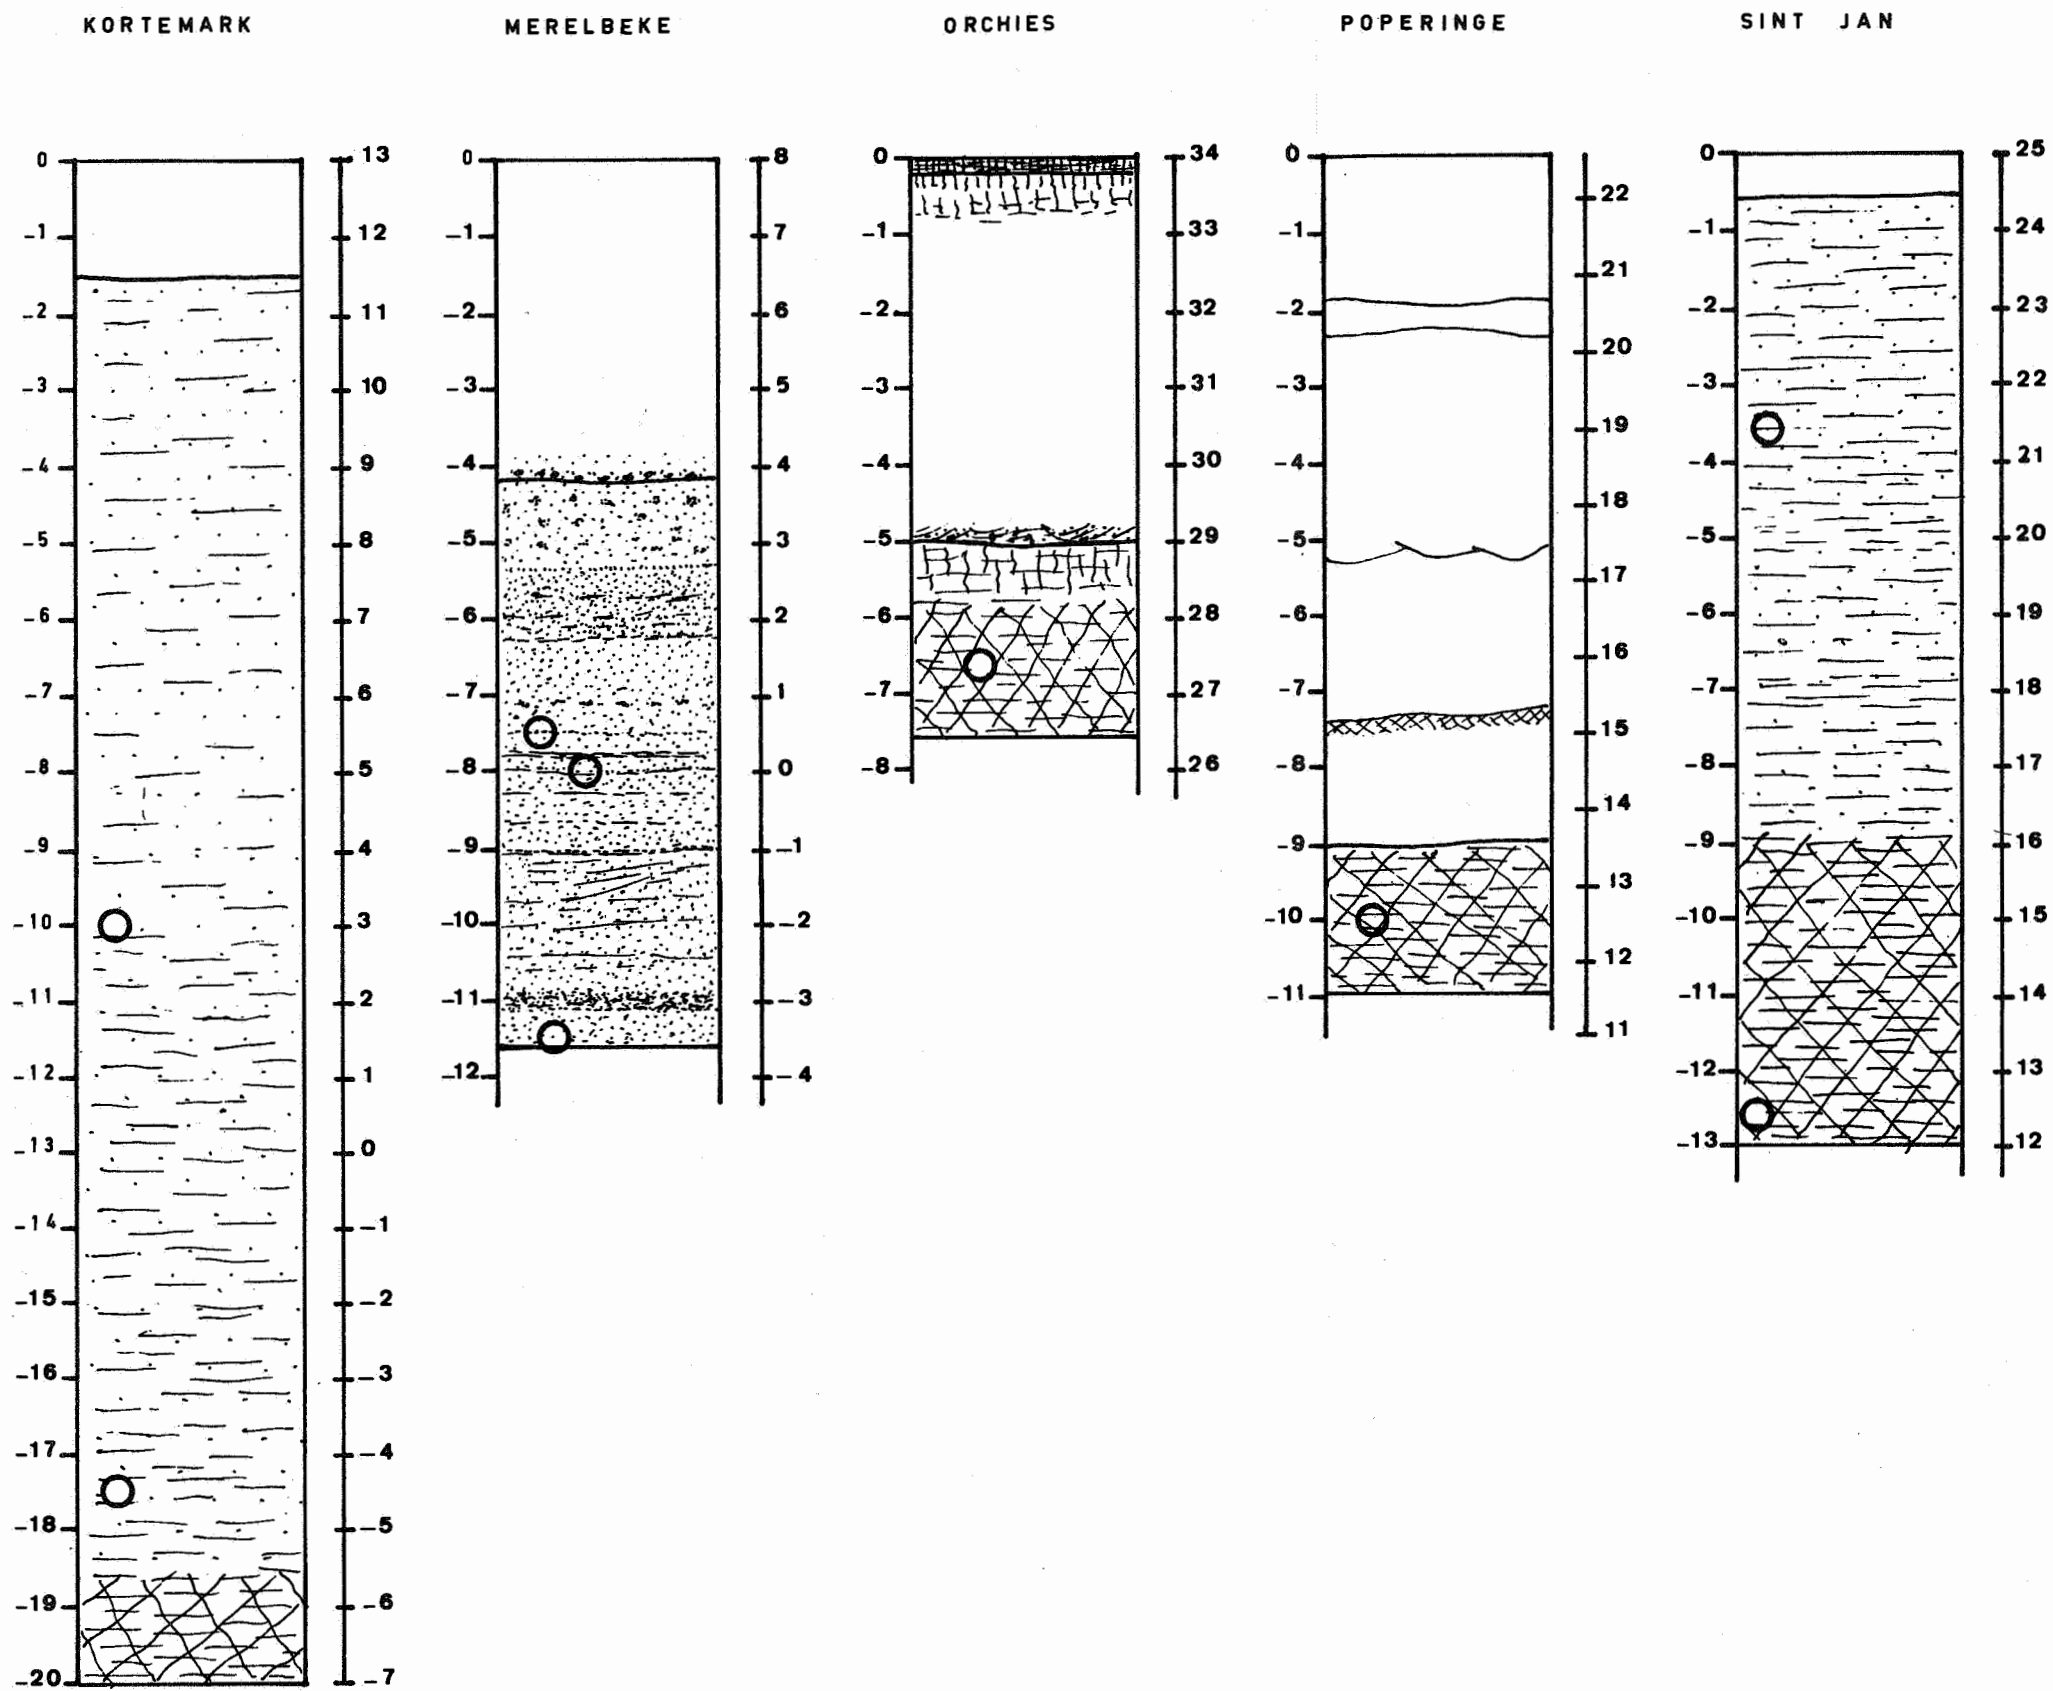 KORTEMARK MERELBEKE ORCHIES POPERINGE SINT JAN
0 13 0 8 0 34 0 0 25
-1 12 -1 7 -1 33 -1 22 -1 24
-2 11 -2 6 -2 32 -2 21 -2 23
-3 10 -3 5 -3 31 -3 20 -3 22
-4 9 -4 4 -4 30 -4 19 -4 21
-5 8 -5 3 -5 29 -5 18 -5 20
-6 7 -6 2 -6 28 -6 17 -6 19
-7 6 -7 1 -7 27 -7 16 -7 18
-8 5 -8 0 -8 26 -8 15 -8 17
-9 4 -9 -1 -9 14 -9 16
-10 3 -10 -2 -10 13 -10 15
-11 2 -11 -3 -11 12 -11 14
-12 1 -12 -4 11 -12 13
-13 0 -13 12
-14 -1
-15 -2
-16 -3
-17 -4
-18 -5
-19 -6
-20 -7